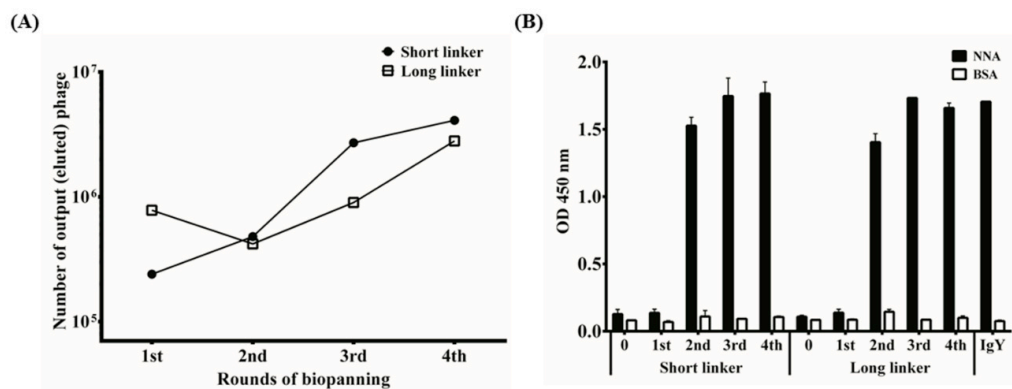 (A)
Short linker
Long linker
Number of output (eluted) phage
10^7
10^6
10^5
1st 2nd 3rd 4th
Rounds of biopanning
(B)
NNA
BSA
OD 450 nm
2.0
1.5
1.0
0.5
0.0
0 1st 2nd 3rd 4th 0 1st 2nd 3rd 4th IgY
Short linker Long linker